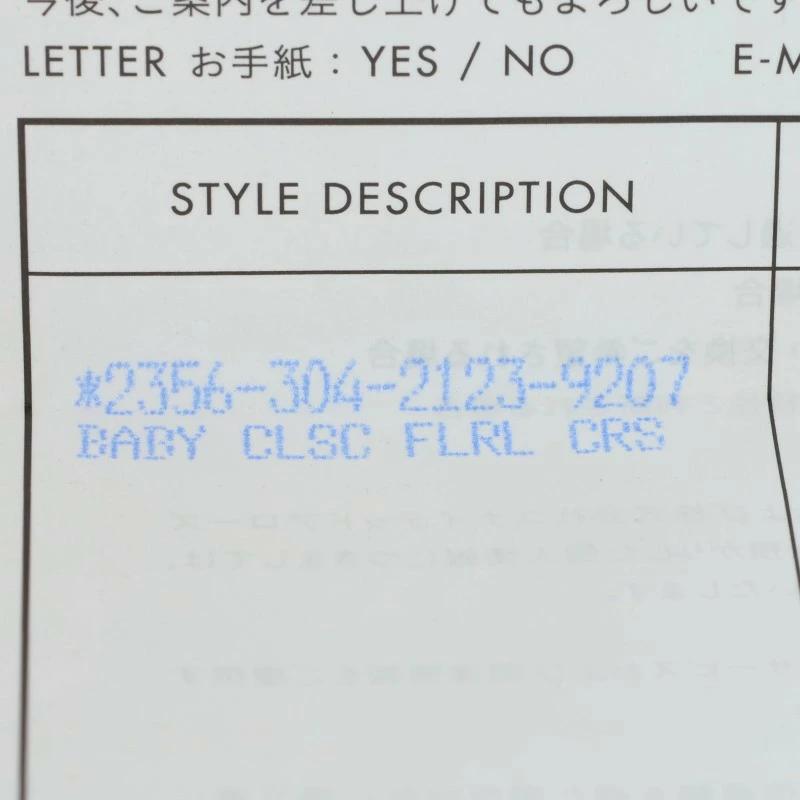 今後、ご案内を差し上げてもよろしいです
LETTER お手紙：YES / NO E-M
STYLE DESCRIPTION
*2356-304-2123-9207
BABY CLSC FLRL CRS